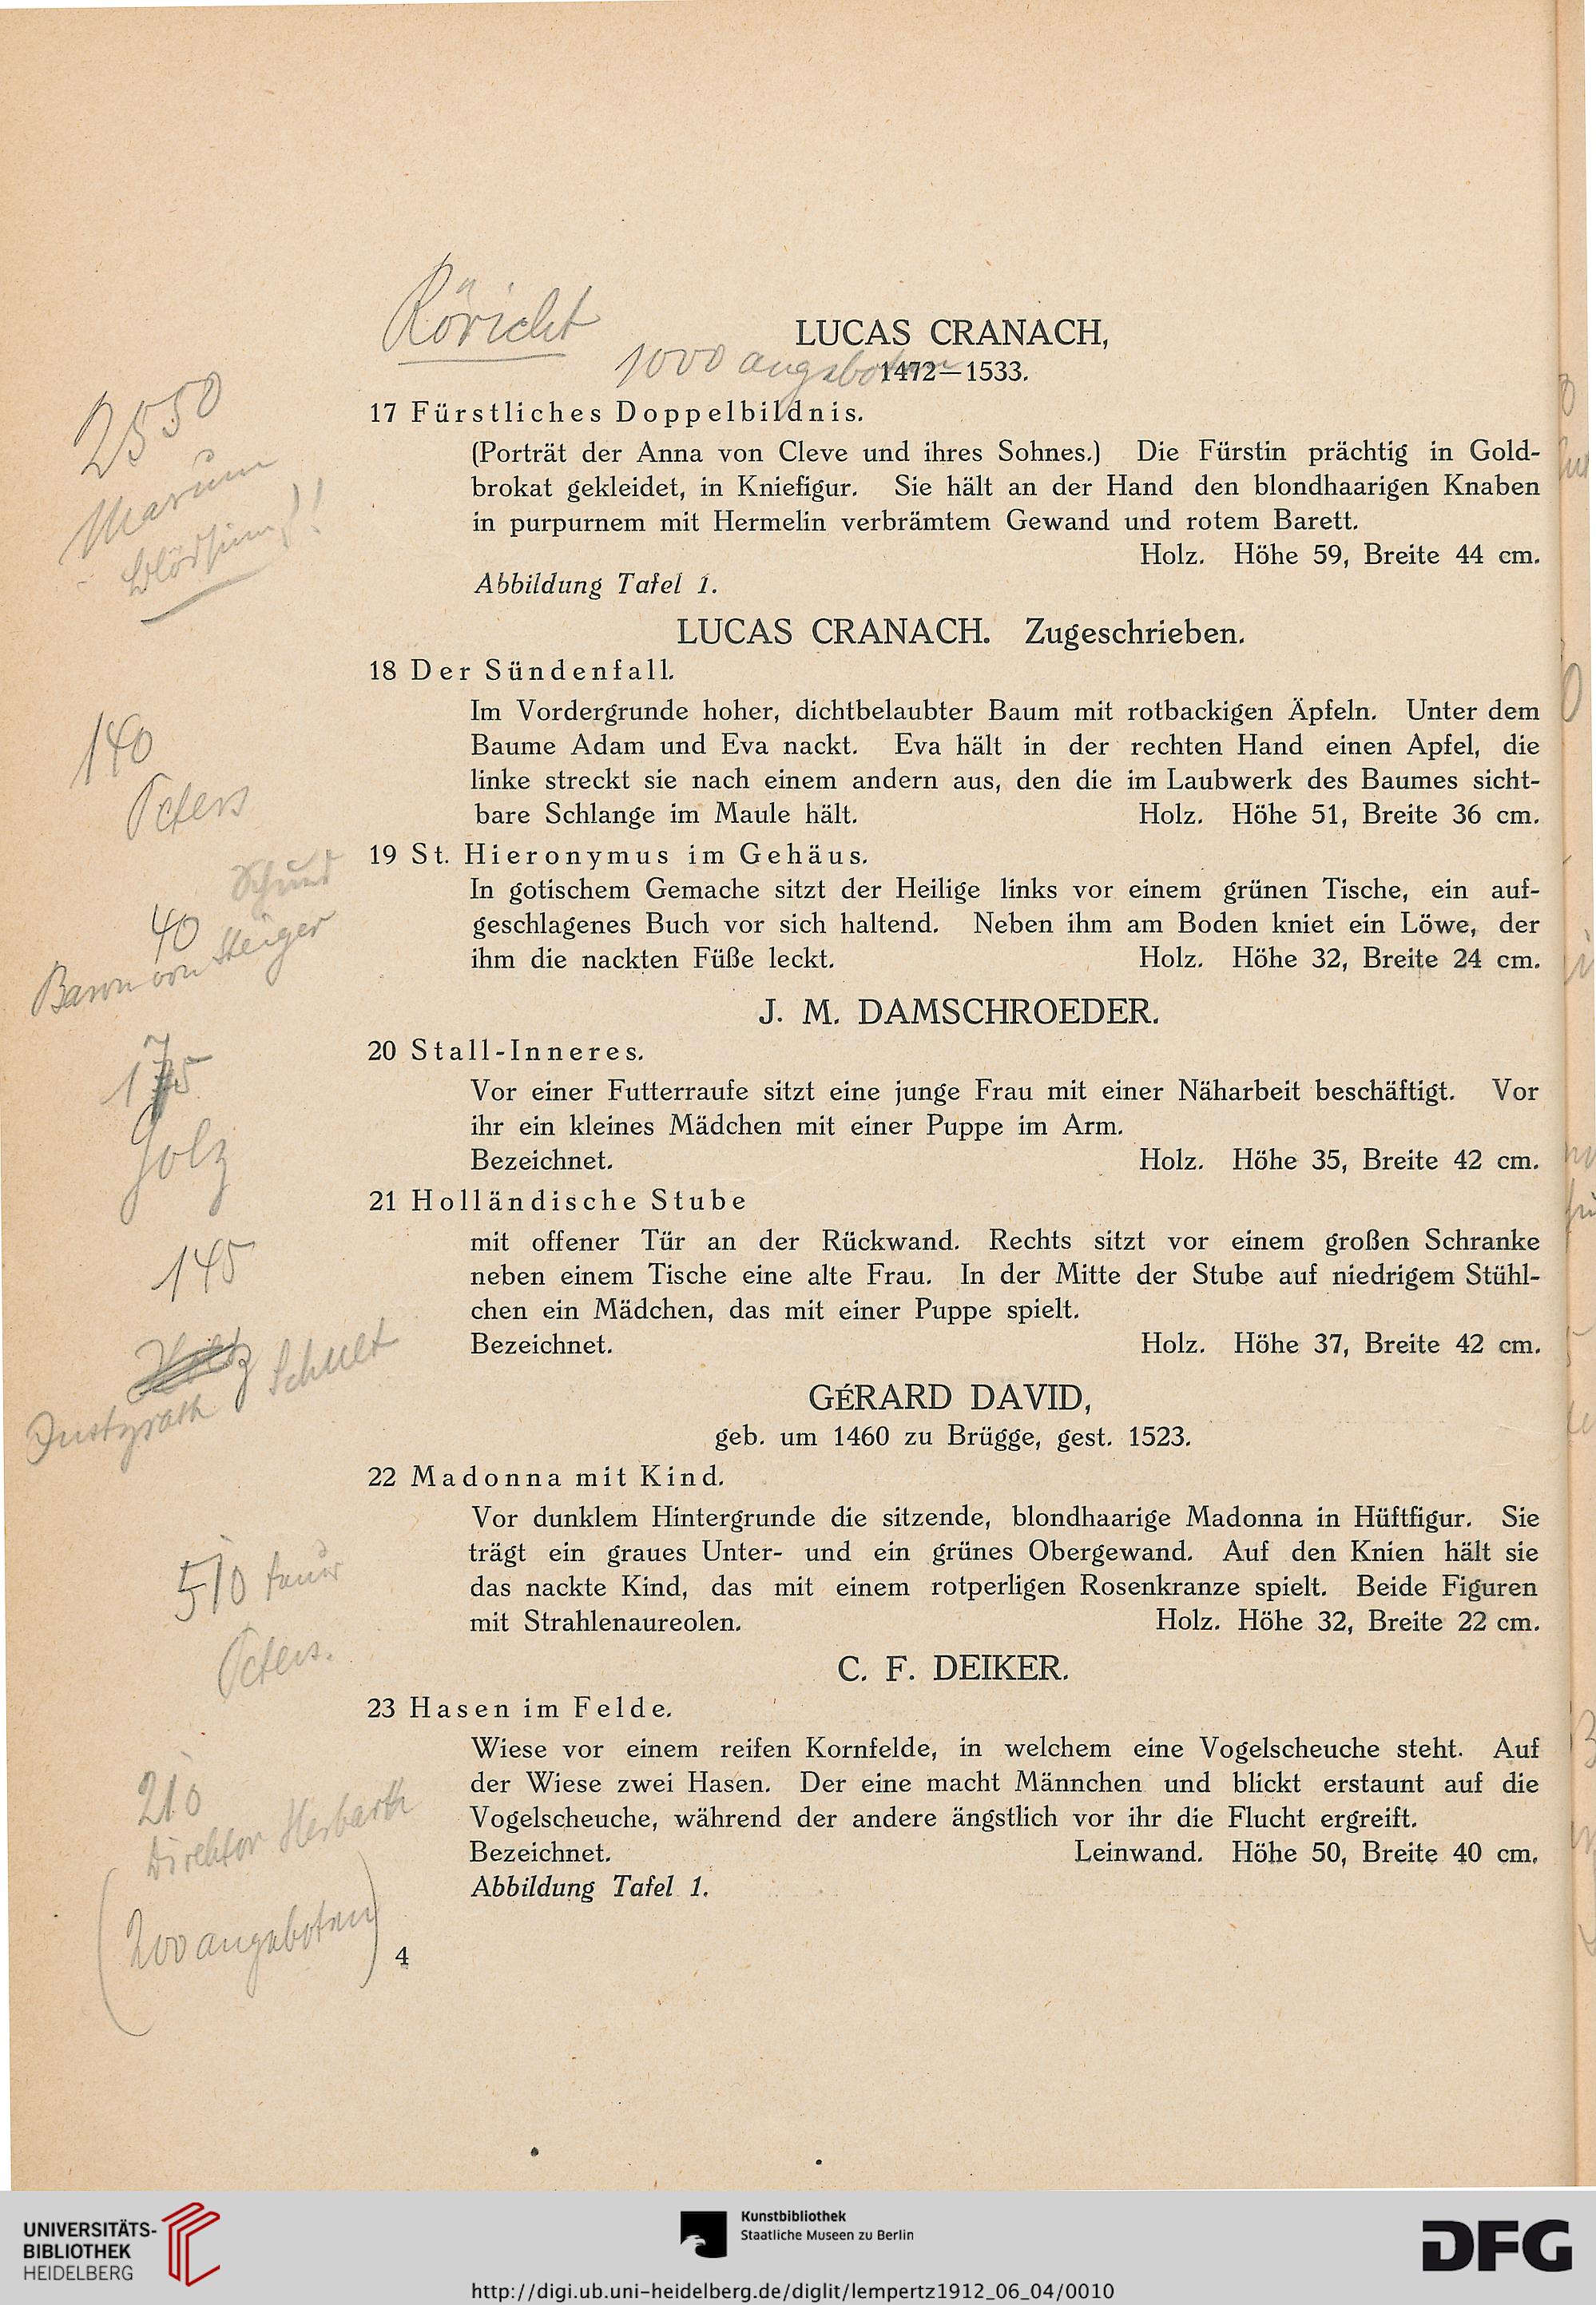 Röricht
LUCAS CRANACH,
1000 angeboten
1472—1533.
2550
17 Fürstliches Doppelbildnis.
(Porträt der Anna von Cleve und ihres Sohnes.) Die Fürstin prächtig in Gold-
brokat gekleidet, in Kniefigur. Sie hält an der Hand den blondhaarigen Knaben
in purpurnem mit Hermelin verbrämtem Gewand und rotem Barett.
Holz. Höhe 59, Breite 44 cm.
Blödsinn!!
Abbildung Tafel 1.
LUCAS CRANACH. Zugeschrieben.
18 Der Sündenfall.
Im Vordergrunde hoher, dichtbelaubter Baum mit rotbackigen Äpfeln. Unter dem
Baume Adam und Eva nackt. Eva hält in der rechten Hand einen Apfel, die
linke streckt sie nach einem andern aus, den die im Laubwerk des Baumes sicht-
bare Schlange im Maule hält. Holz. Höhe 51, Breite 36 cm.
140
Peters
19 St. Hieronymus im Gehäus.
Schund
In gotischem Gemache sitzt der Heilige links vor einem grünen Tische, ein auf-
geschlagenes Buch vor sich haltend. Neben ihm am Boden kniet ein Löwe, der
ihm die nackten Füße leckt. Holz. Höhe 32, Breite 24 cm.
40
Baron von Steiger
J. M. DAMSCHROEDER.
20 Stall-Inneres.
Vor einer Futterraufe sitzt eine junge Frau mit einer Näharbeit beschäftigt. Vor
ihr ein kleines Mädchen mit einer Puppe im Arm.
Bezeichnet. Holz. Höhe 35, Breite 42 cm.
175
21 Holländische Stube
mit offener Tür an der Rückwand. Rechts sitzt vor einem großen Schranke
neben einem Tische eine alte Frau. In der Mitte der Stube auf niedrigem Stühl-
chen ein Mädchen, das mit einer Puppe spielt.
Bezeichnet. Holz. Höhe 37, Breite 42 cm.
145
Justizrath Schult
GÉRARD DAVID,
geb. um 1460 zu Brügge, gest. 1523.
22 Madonna mit Kind.
Vor dunklem Hintergrunde die sitzende, blondhaarige Madonna in Hüftfigur. Sie
trägt ein graues Unter- und ein grünes Obergewand. Auf den Knien hält sie
das nackte Kind, das mit einem rotperligen Rosenkranze spielt. Beide Figuren
mit Strahlenaureolen. Holz. Höhe 32, Breite 22 cm.
510
Peters.
C. F. DEIKER.
23 Hasen im Felde.
Wiese vor einem reifen Kornfelde, in welchem eine Vogelscheuche steht. Auf
der Wiese zwei Hasen. Der eine macht Männchen und blickt erstaunt auf die
Vogelscheuche, während der andere ängstlich vor ihr die Flucht ergreift.
Bezeichnet. Leinwand. Höhe 50, Breite 40 cm.
Abbildung Tafel 1.
210
Direktor Herbarth
(200 angeboten)
4
UNIVERSITÄTS-
BIBLIOTHEK
HEIDELBERG
Kunstbibliothek
Staatliche Museen zu Berlin
DFG
http://digi.ub.uni-heidelberg.de/diglit/lempertz1912_06_04/0010